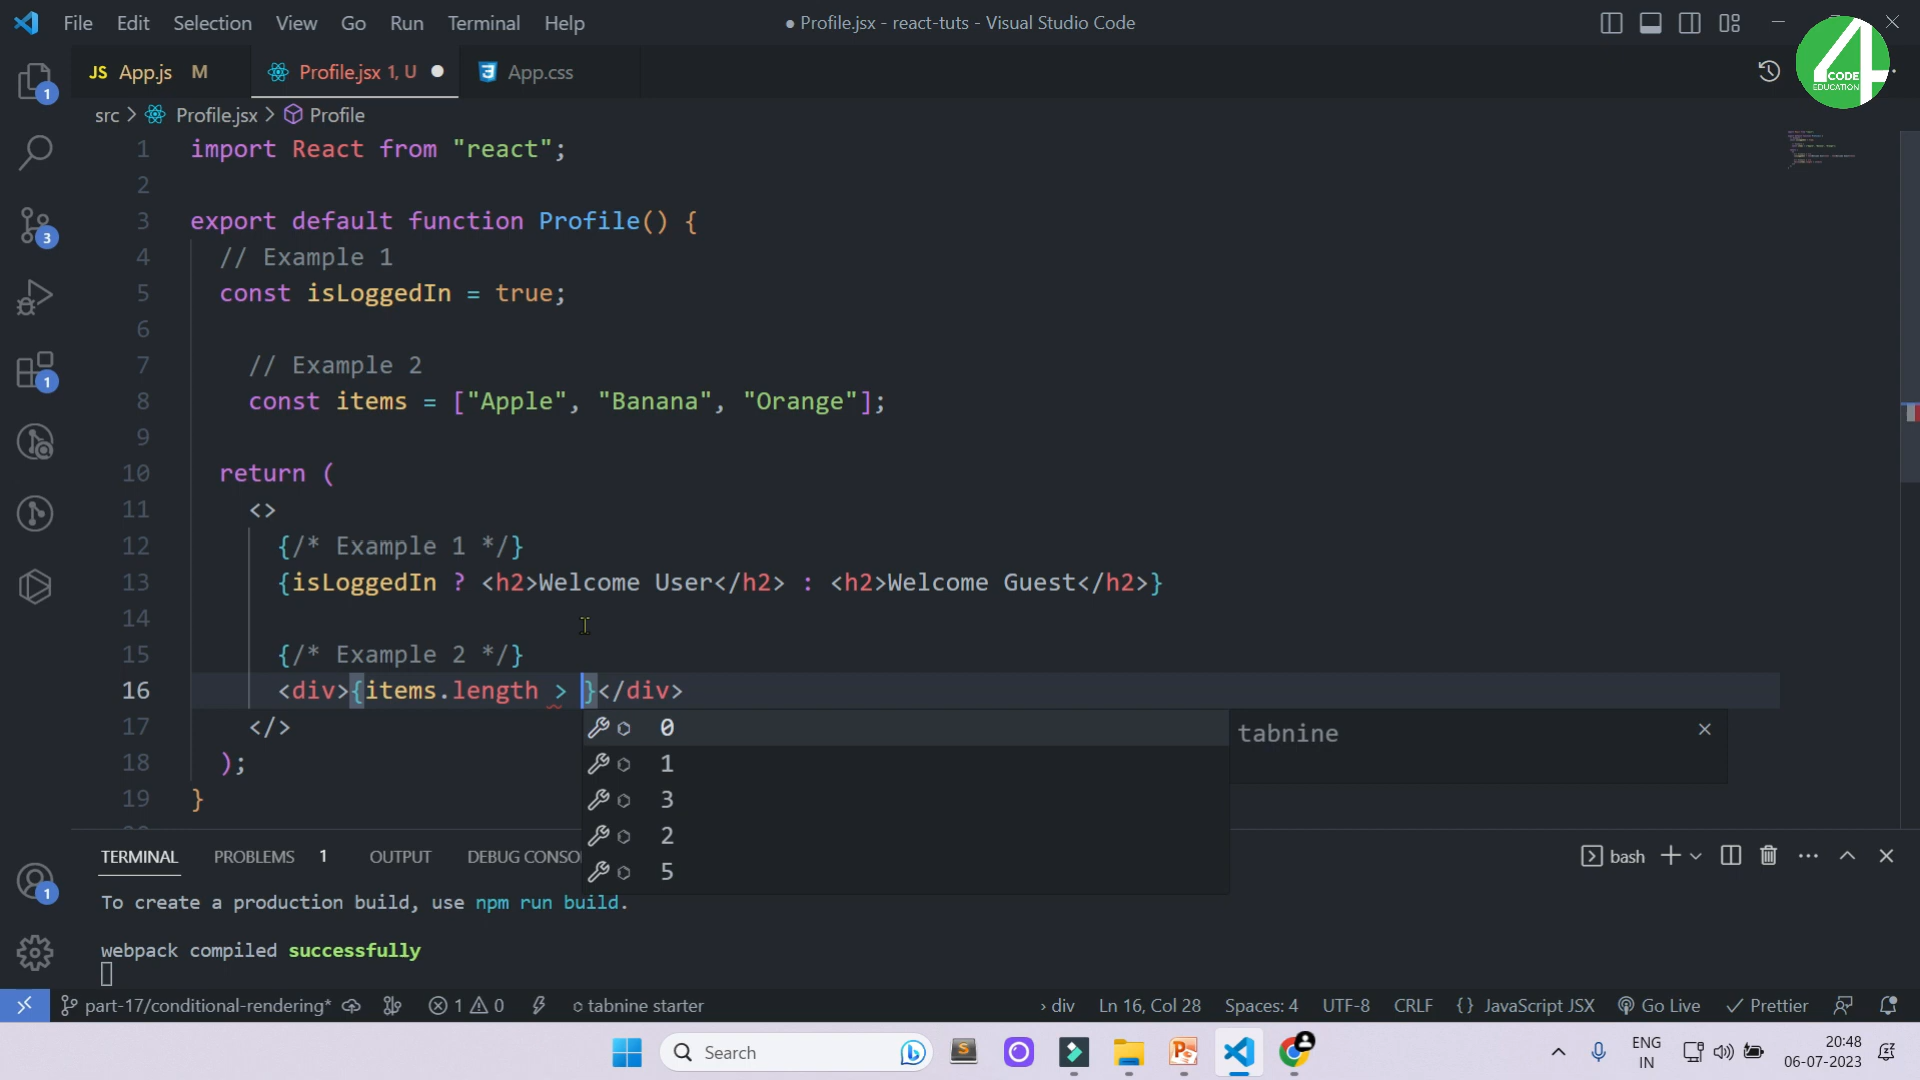 File Edit Selection View Go Run Terminal Help ● Profile.jsx - react-tuts - Visual Studio Code
JS App.js M Profile.jsx 1, U ● App.css
4 CODE EDUCATION
src > Profile.jsx > Profile
1 import React from "react";
2
3 export default function Profile() {
4 // Example 1
5 const isLoggedIn = true;
6
7 // Example 2
8 const items = ["Apple", "Banana", "Orange"];
9
10 return (
11 <>
12 {/* Example 1 */}
13 {isLoggedIn ? <h2>Welcome User</h2> : <h2>Welcome Guest</h2>}
14
15 {/* Example 2 */}
16 <div>{items.length > }</div>
17 </>
18 );
19 }
0
1
3
2
5
tabnine
1
3
1
1
TERMINAL PROBLEMS 1 OUTPUT DEBUG CONSO bash
To create a production build, use npm run build.
webpack compiled successfully
part-17/conditional-rendering* 1 0 tabnine starter › div Ln 16, Col 28 Spaces: 4 UTF-8 CRLF {} JavaScript JSX Go Live Prettier
Search
ENG
IN
20:48
06-07-2023